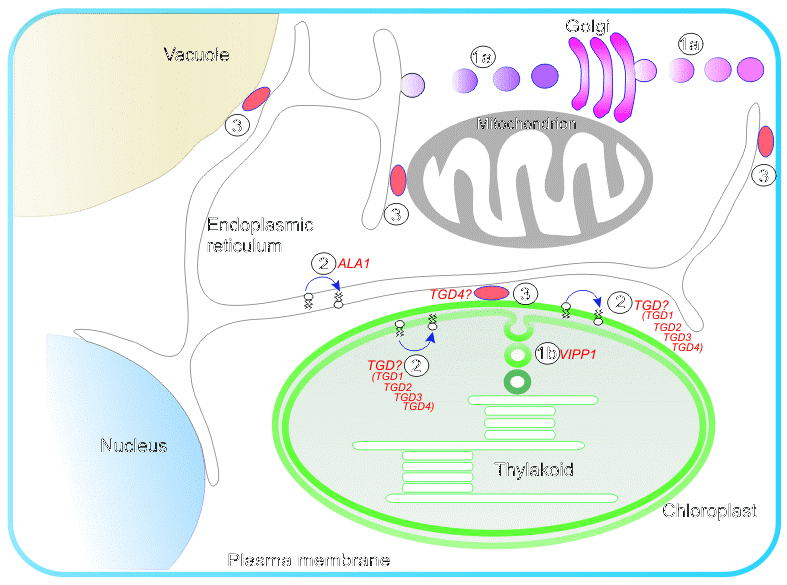 Golgi
Vacuole
1a
1a
3
Mitochondrion
3
3
Endoplasmic
reticulum
2 ALA1
TGD4? 3
2 TGD?
(TGD1
TGD2
TGD3
TGD4)
1b VIPP1
TGD? 2
(TGD1
TGD2
TGD3
TGD4)
Nucleus
Thylakoid
Chloroplast
Plasma membrane